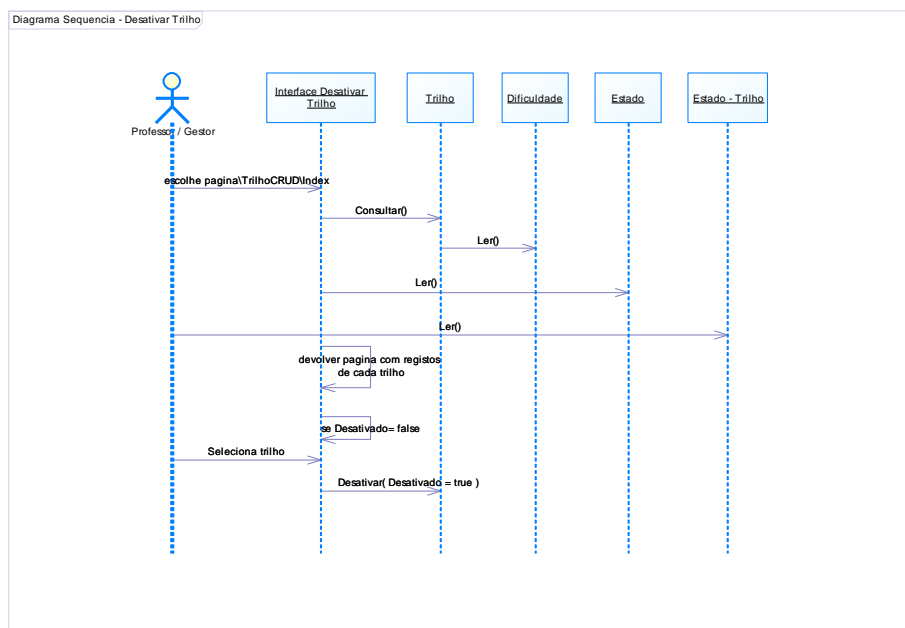 Diagrama Sequencia - Desativar Trilho
Interface Desativar
Trilho
Trilho
Dificuldade
Estado
Estado - Trilho
Professor / Gestor
escolhe pagina\TrilhoCRUD\Index
Consultar()
Ler()
Ler()
Ler()
devolver pagina com registos
de cada trilho
se Desativado= false
Seleciona trilho
Desativar( Desativado = true )